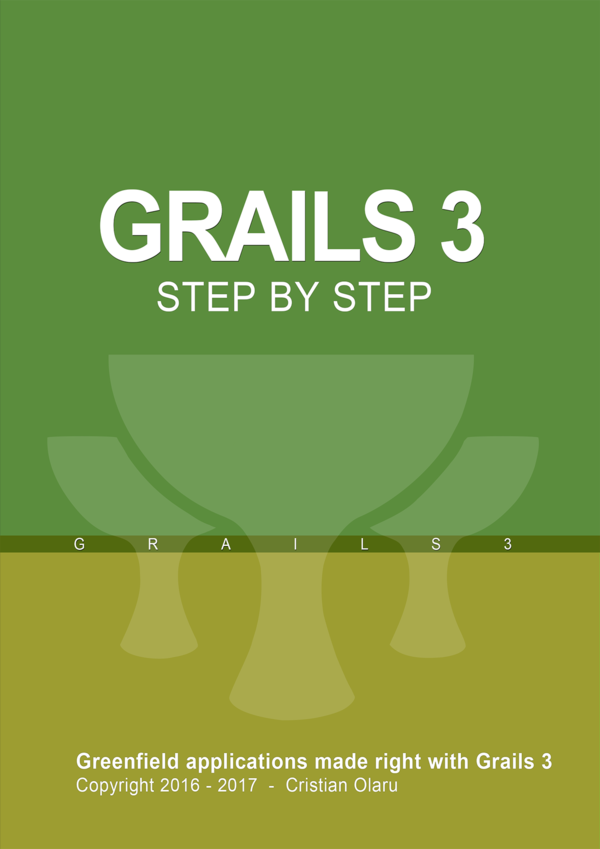 GRAILS 3
STEP BY STEP
G R A I L S 3
Greenfield applications made right with Grails 3
Copyright 2016 - 2017 - Cristian Olaru